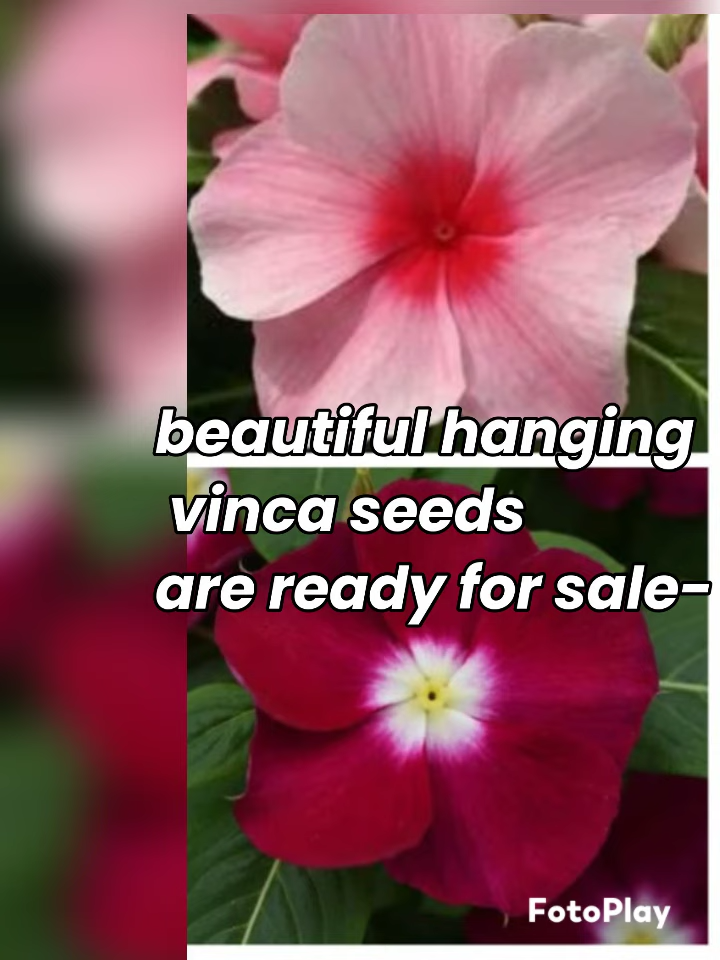 beautiful hanging
vinca seeds
are ready for sale-
FotoPlay